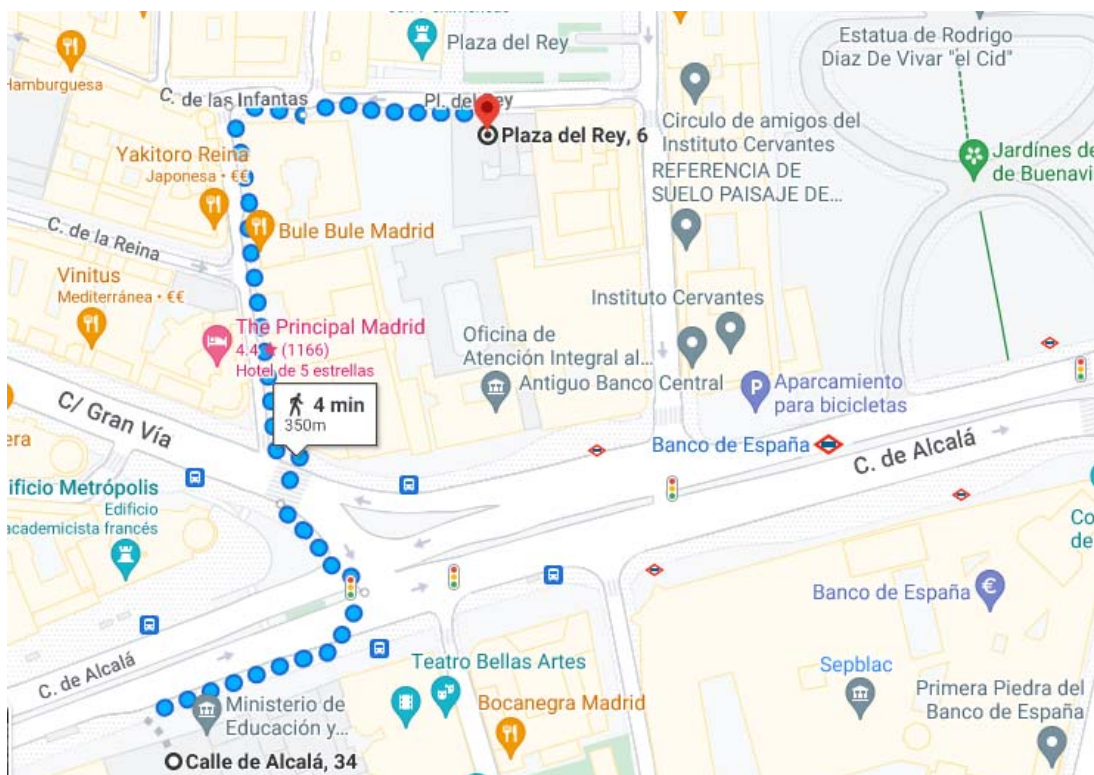 Plaza del Rey
Estatua de Rodrigo
Diaz De Vivar "el Cid"
Hamburguesa
C. de las Infantas
Pl. del Rey
Plaza del Rey, 6
Circulo de amigos del
Instituto Cervantes
REFERENCIA DE
SUELO PAISAJE DE...
Jardínes de
de Buenavi
Yakitoro Reina
Japonesa • €€
Bule Bule Madrid
C. de la Reina
Vinitus
Mediterránea • €€
Instituto Cervantes
The Principal Madrid
4.4 ★ (1166)
Hotel de 5 estrellas
Oficina de
Atención Integral al...
Antiguo Banco Central
P
Aparcamiento
para bicicletas
4 min
350m
C/ Gran Vía
era
Banco de España
C. de Alcalá
ificio Metrópolis
Edificio
academicista francés
Co
de
Banco de España
€
C. de Alcalá
Teatro Bellas Artes
Sepblac
Ministerio de
Educación y...
Bocanegra Madrid
Primera Piedra del
Banco de España
Calle de Alcalá, 34